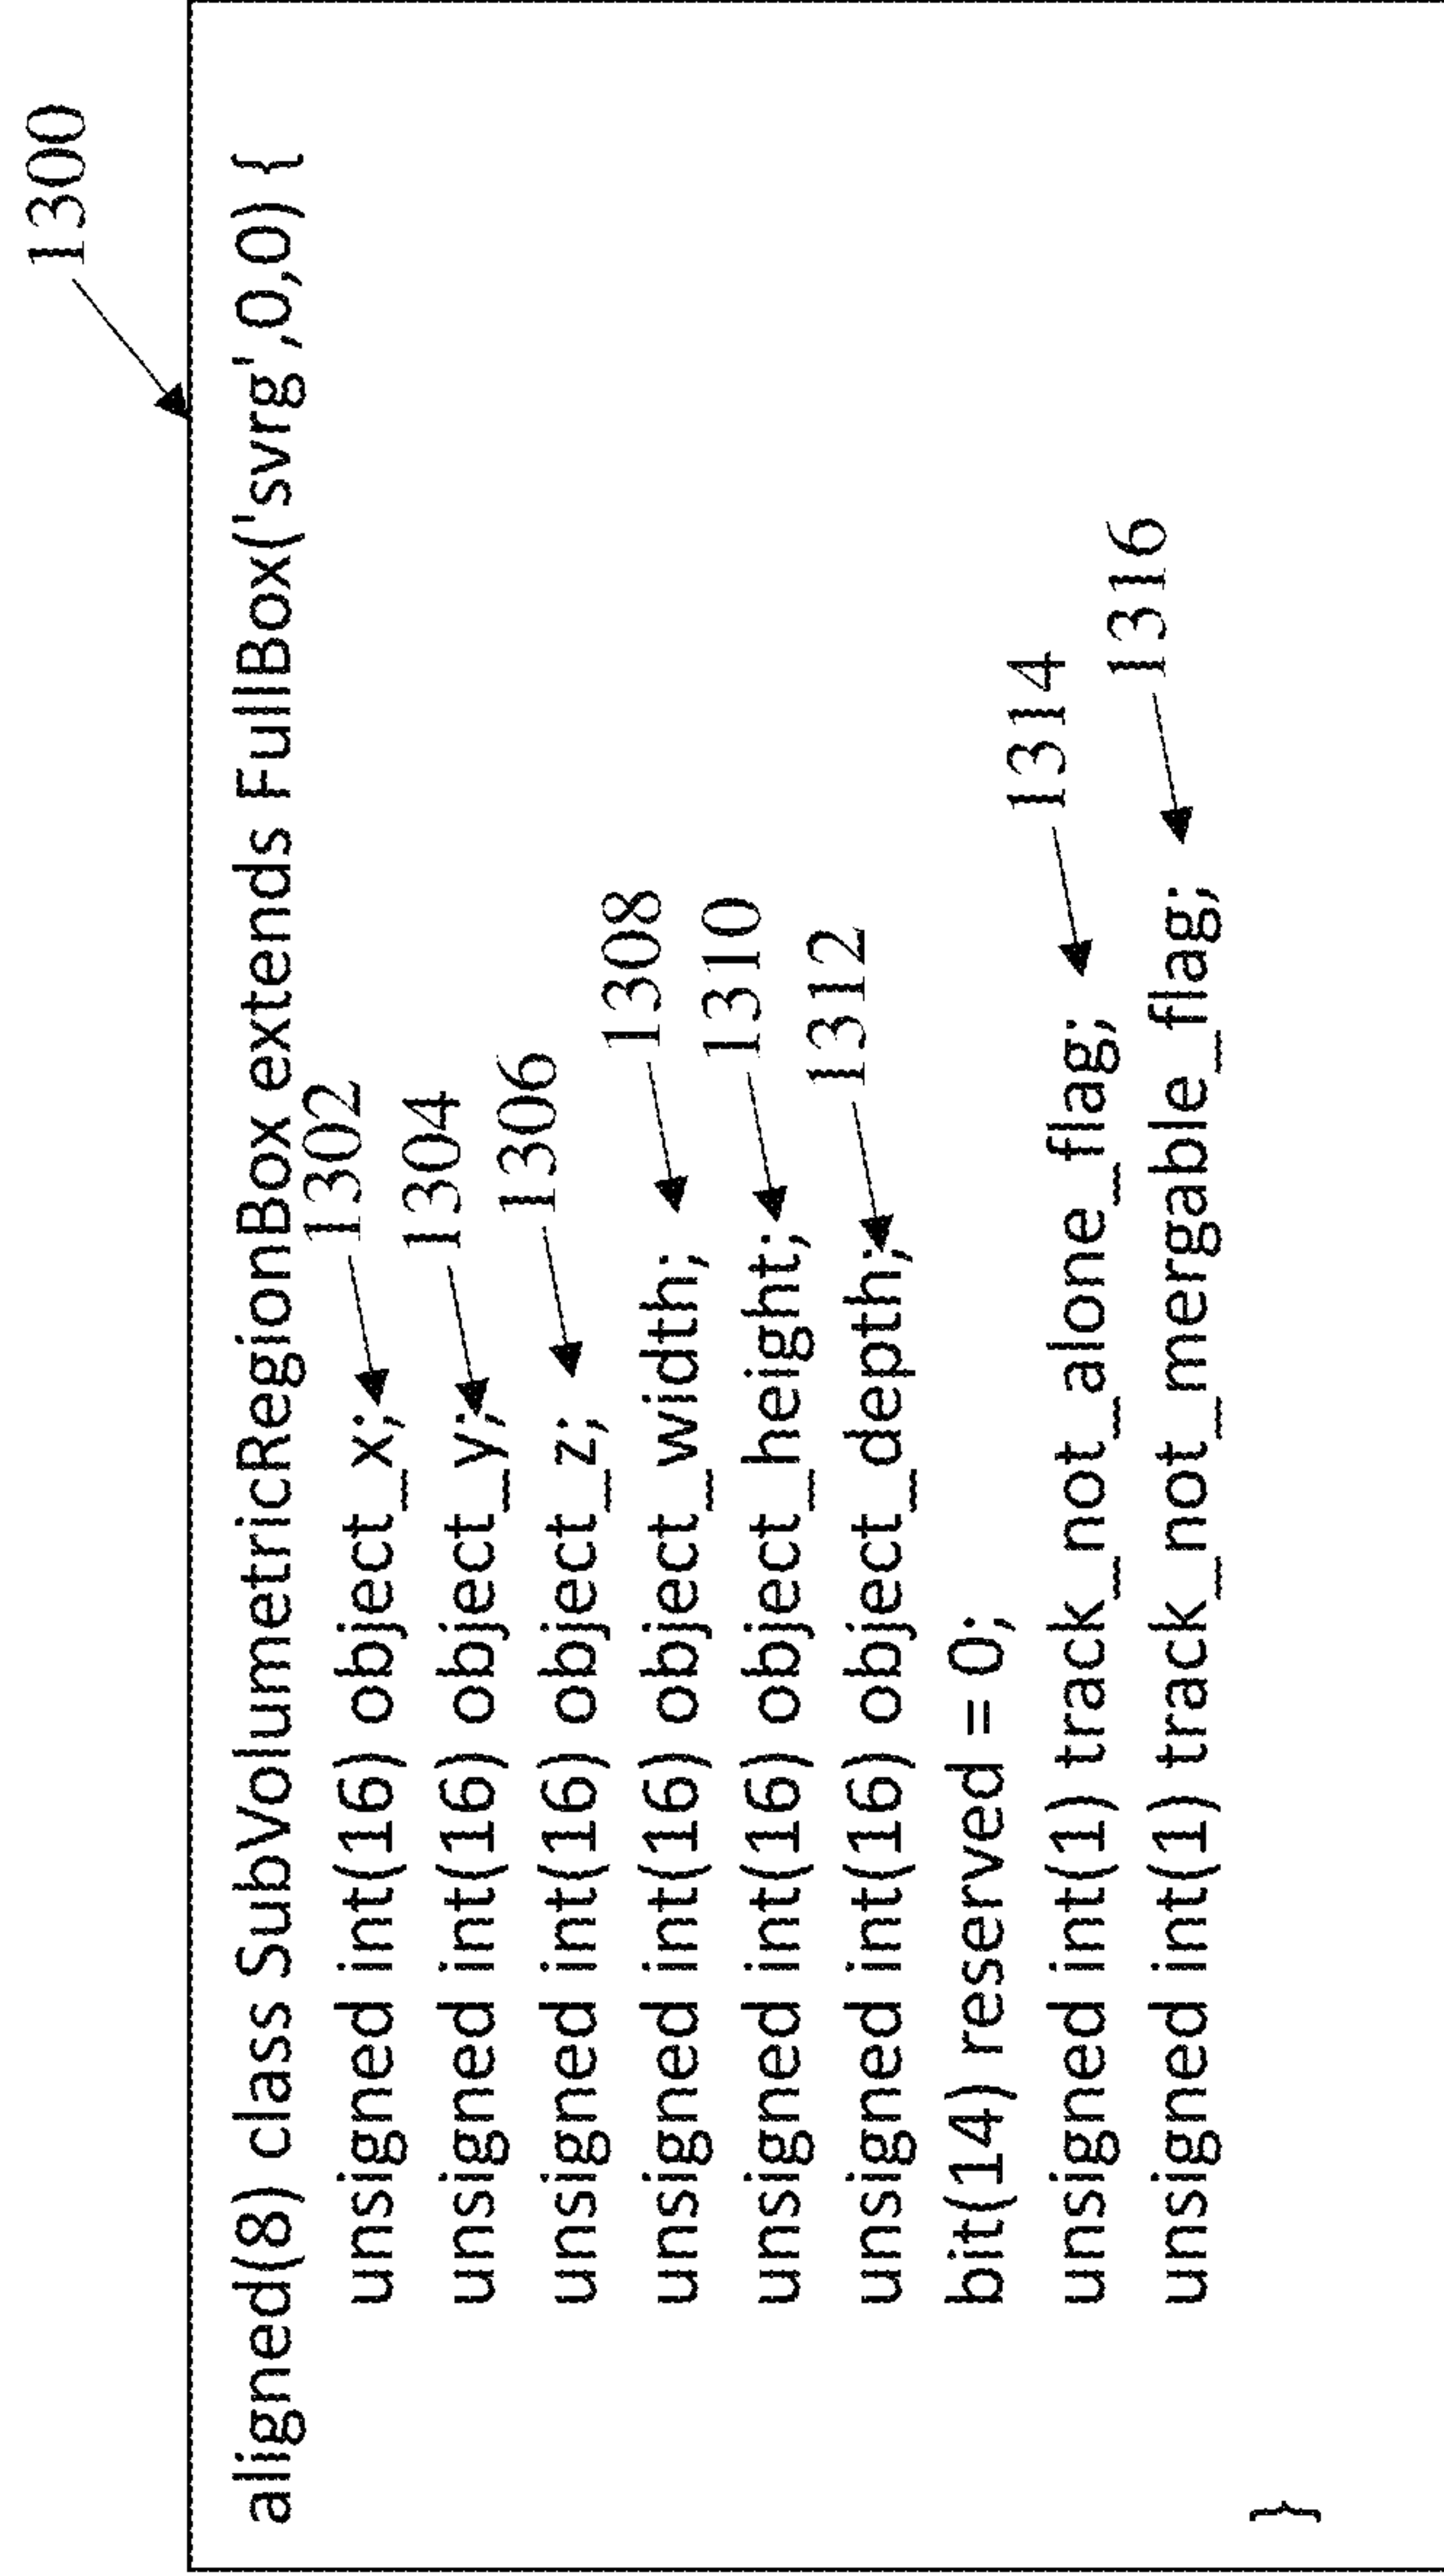 1300
aligned(8) class SubVolumetricRegionBox extends FullBox('svrg',0,0) {
unsigned int(16) object_x; 1302
unsigned int(16) object_y; 1304
unsigned int(16) object_z; 1306
unsigned int(16) object_width; 1308
unsigned int(16) object_height; 1310
unsigned int(16) object_depth; 1312
bit(14) reserved = 0;
unsigned int(1) track_not_alone_flag; 1314
unsigned int(1) track_not_mergable_flag; 1316
}